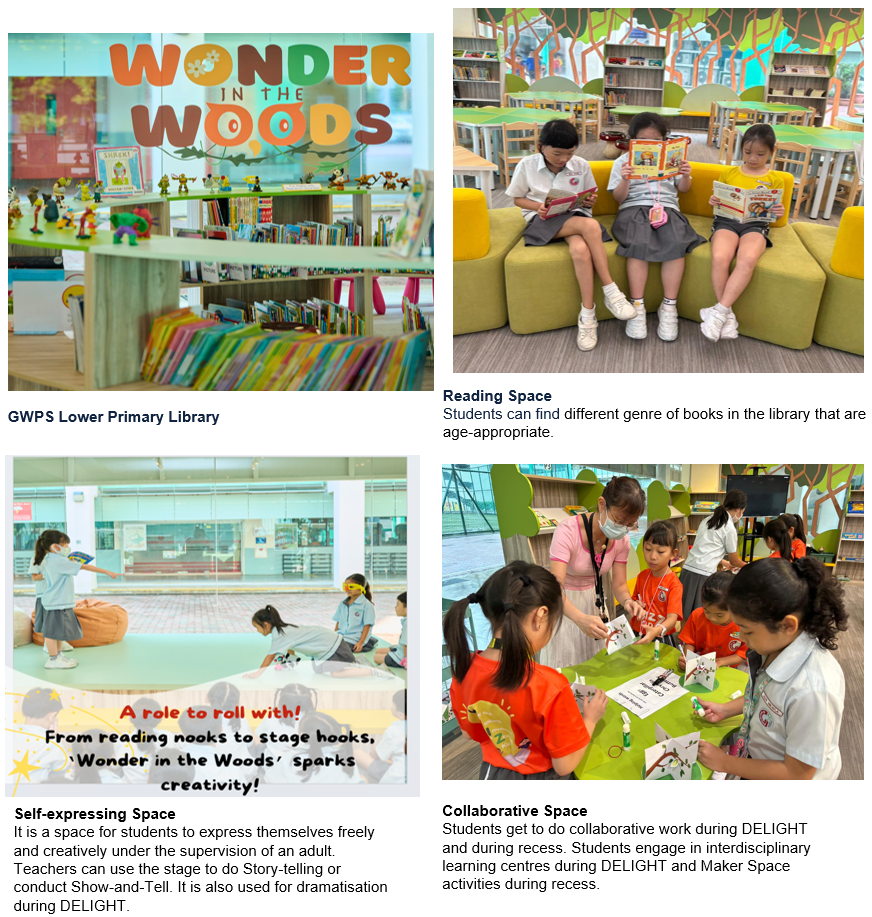 WONDER
IN THE
WOODS
SHREK!
GWPS Lower Primary Library
Reading Space
Students can find different genre of books in the library that are
age-appropriate.
A role to roll with!
From reading nooks to stage hooks,
'Wonder in the Woods' sparks
creativity!
Self-expressing Space
It is a space for students to express themselves freely
and creatively under the supervision of an adult.
Teachers can use the stage to do Story-telling or
conduct Show-and-Tell. It is also used for dramatisation
during DELIGHT.
Collaborative Space
Students get to do collaborative work during DELIGHT
and during recess. Students engage in interdisciplinary
learning centres during DELIGHT and Maker Space
activities during recess.